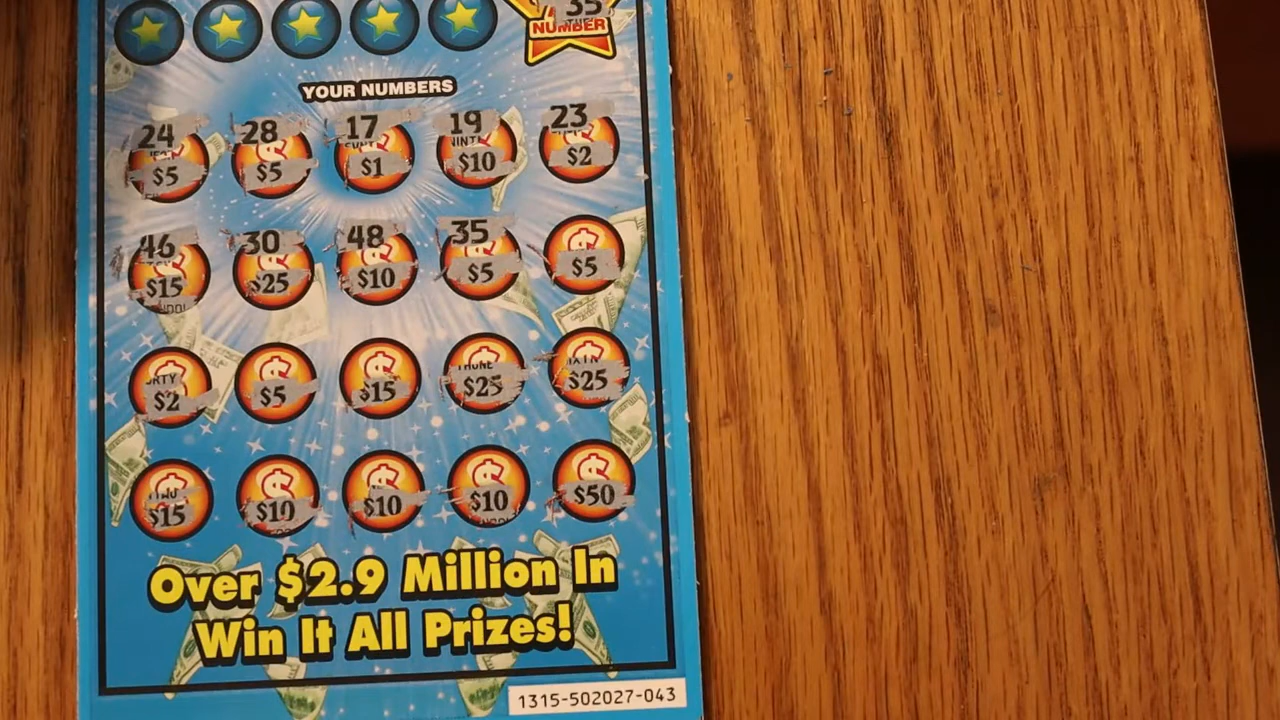 35
NUMBER
YOUR NUMBERS
24 28 17 19 23
$5 $5 $1 $10 $2
46 30 48 35
$15 $25 $10 $5 $5
$2 $5 $15 $25 $25
$15 $10 $10 $10 $50
Over $2.9 Million In
Win It All Prizes!
1315-502027-043